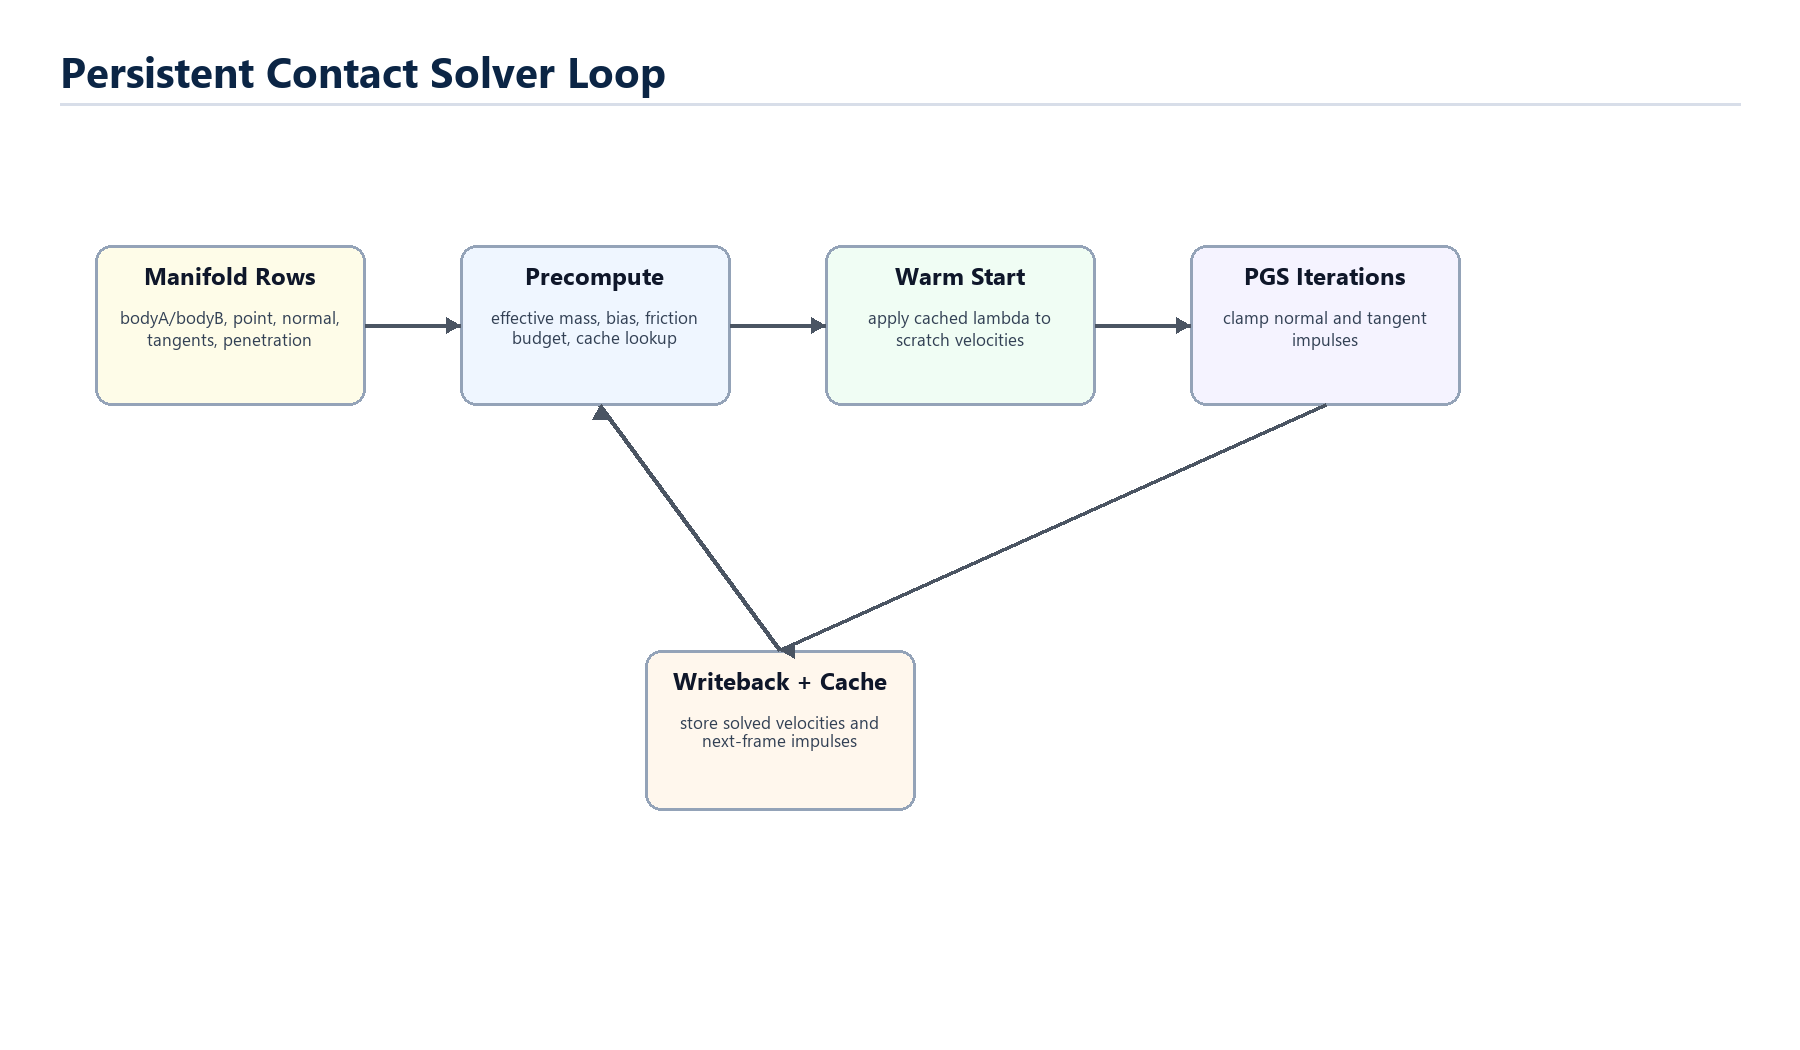 Persistent Contact Solver Loop
Manifold Rows
bodyA/bodyB, point, normal,
tangents, penetration
Precompute
effective mass, bias, friction
budget, cache lookup
Warm Start
apply cached lambda to
scratch velocities
PGS Iterations
clamp normal and tangent
impulses
Writeback + Cache
store solved velocities and
next-frame impulses